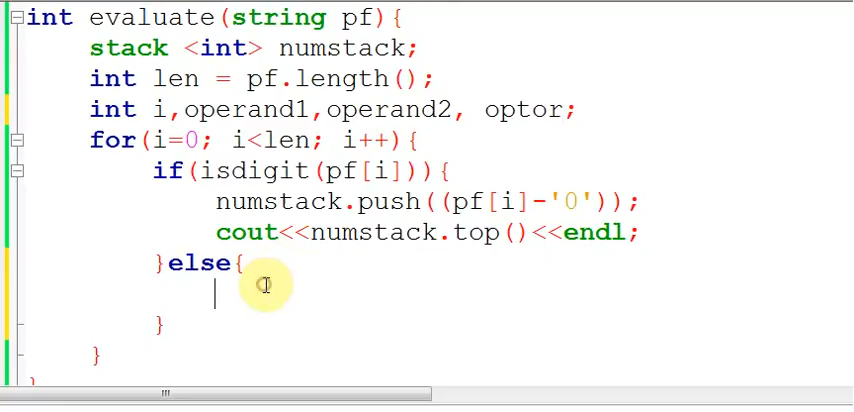 int evaluate(string pf){
    stack <int> numstack;
    int len = pf.length();
    int i,operand1,operand2, optor;
    for(i=0; i<len; i++){
        if(isdigit(pf[i])){
            numstack.push((pf[i]-'0'));
            cout<<numstack.top()<<endl;
        }else{
        }
    }
}